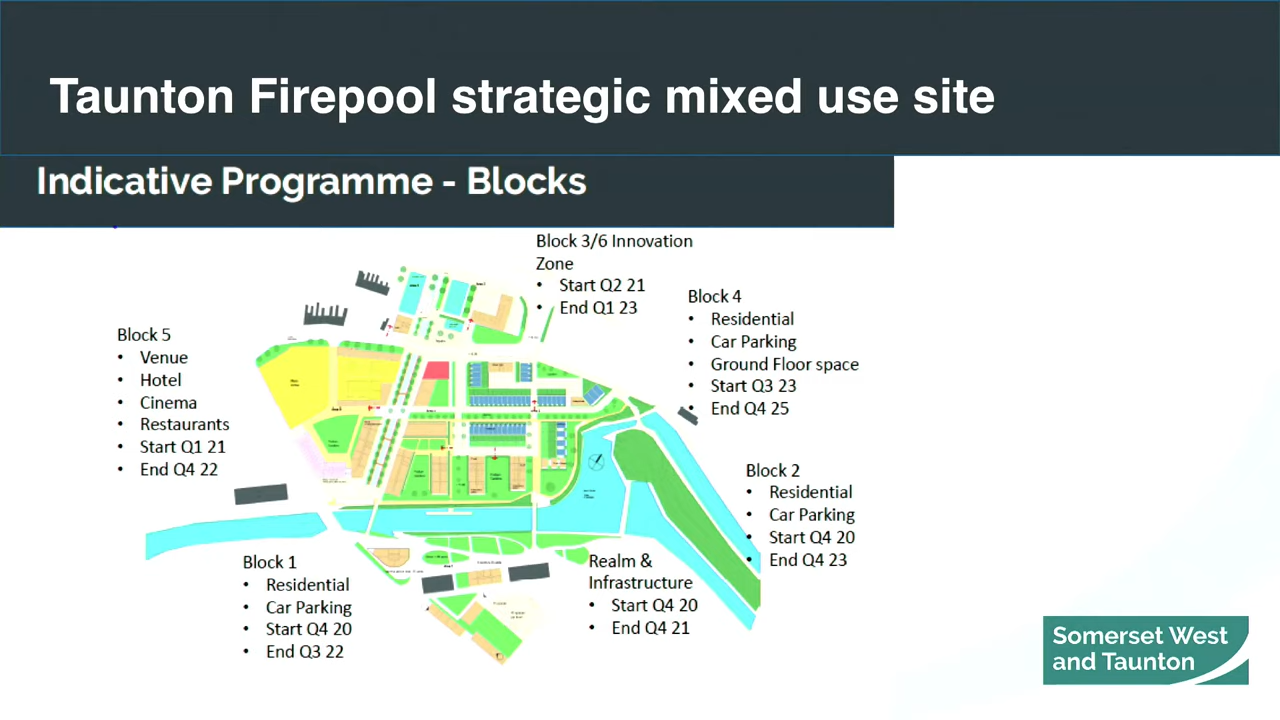 Taunton Firepool strategic mixed use site
Indicative Programme - Blocks
Block 3/6 Innovation
Zone
• Start Q2 21
• End Q1 23
Block 4
• Residential
• Car Parking
• Ground Floor space
• Start Q3 23
• End Q4 25
Block 5
• Venue
• Hotel
• Cinema
• Restaurants
• Start Q1 21
• End Q4 22
Block 2
• Residential
• Car Parking
• Start Q4 20
• End Q4 23
Block 1
• Residential
• Car Parking
• Start Q4 20
• End Q3 22
Realm &
Infrastructure
• Start Q4 20
• End Q4 21
Somerset West
and Taunton